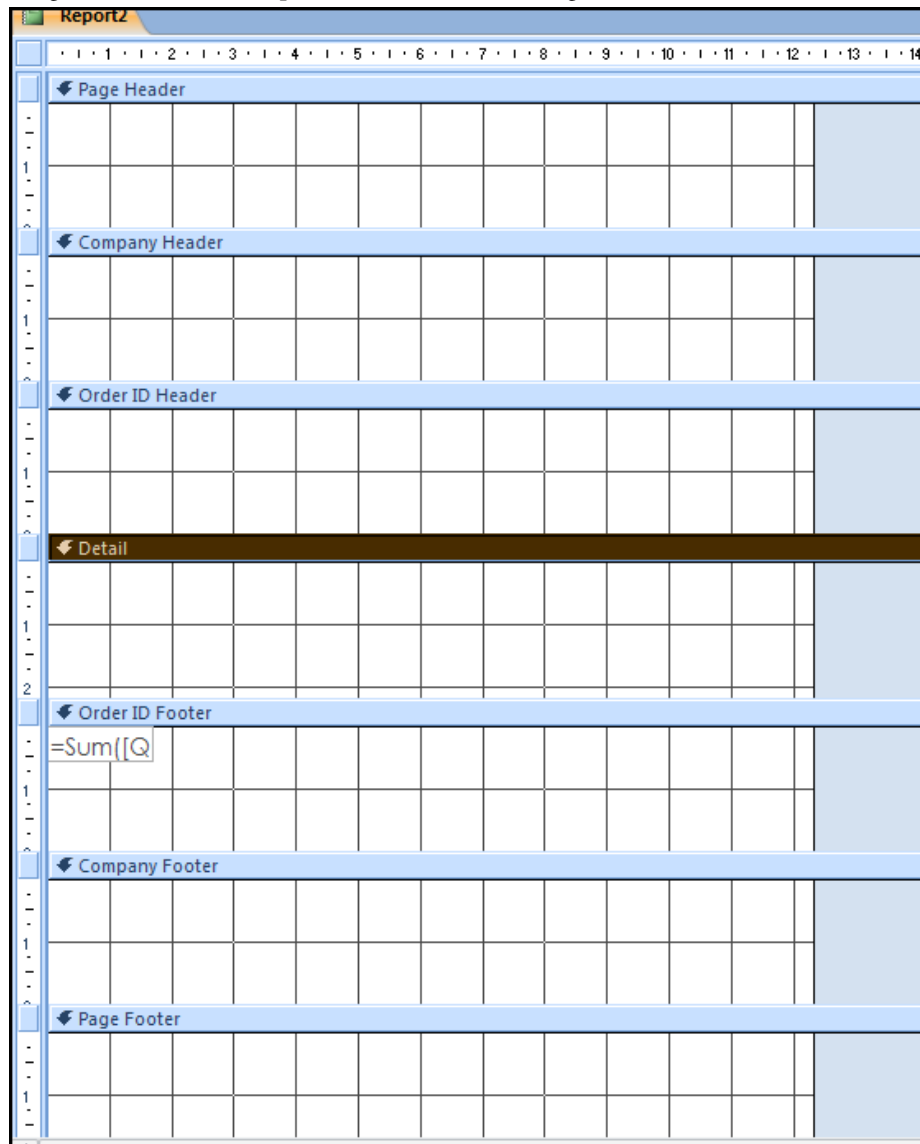 Report2
1 2 3 4 5 6 7 8 9 10 11 12 13 14
Page Header
1
Company Header
1
Order ID Header
1
Detail
1
2
Order ID Footer
=Sum([Q
1
Company Footer
1
Page Footer
1